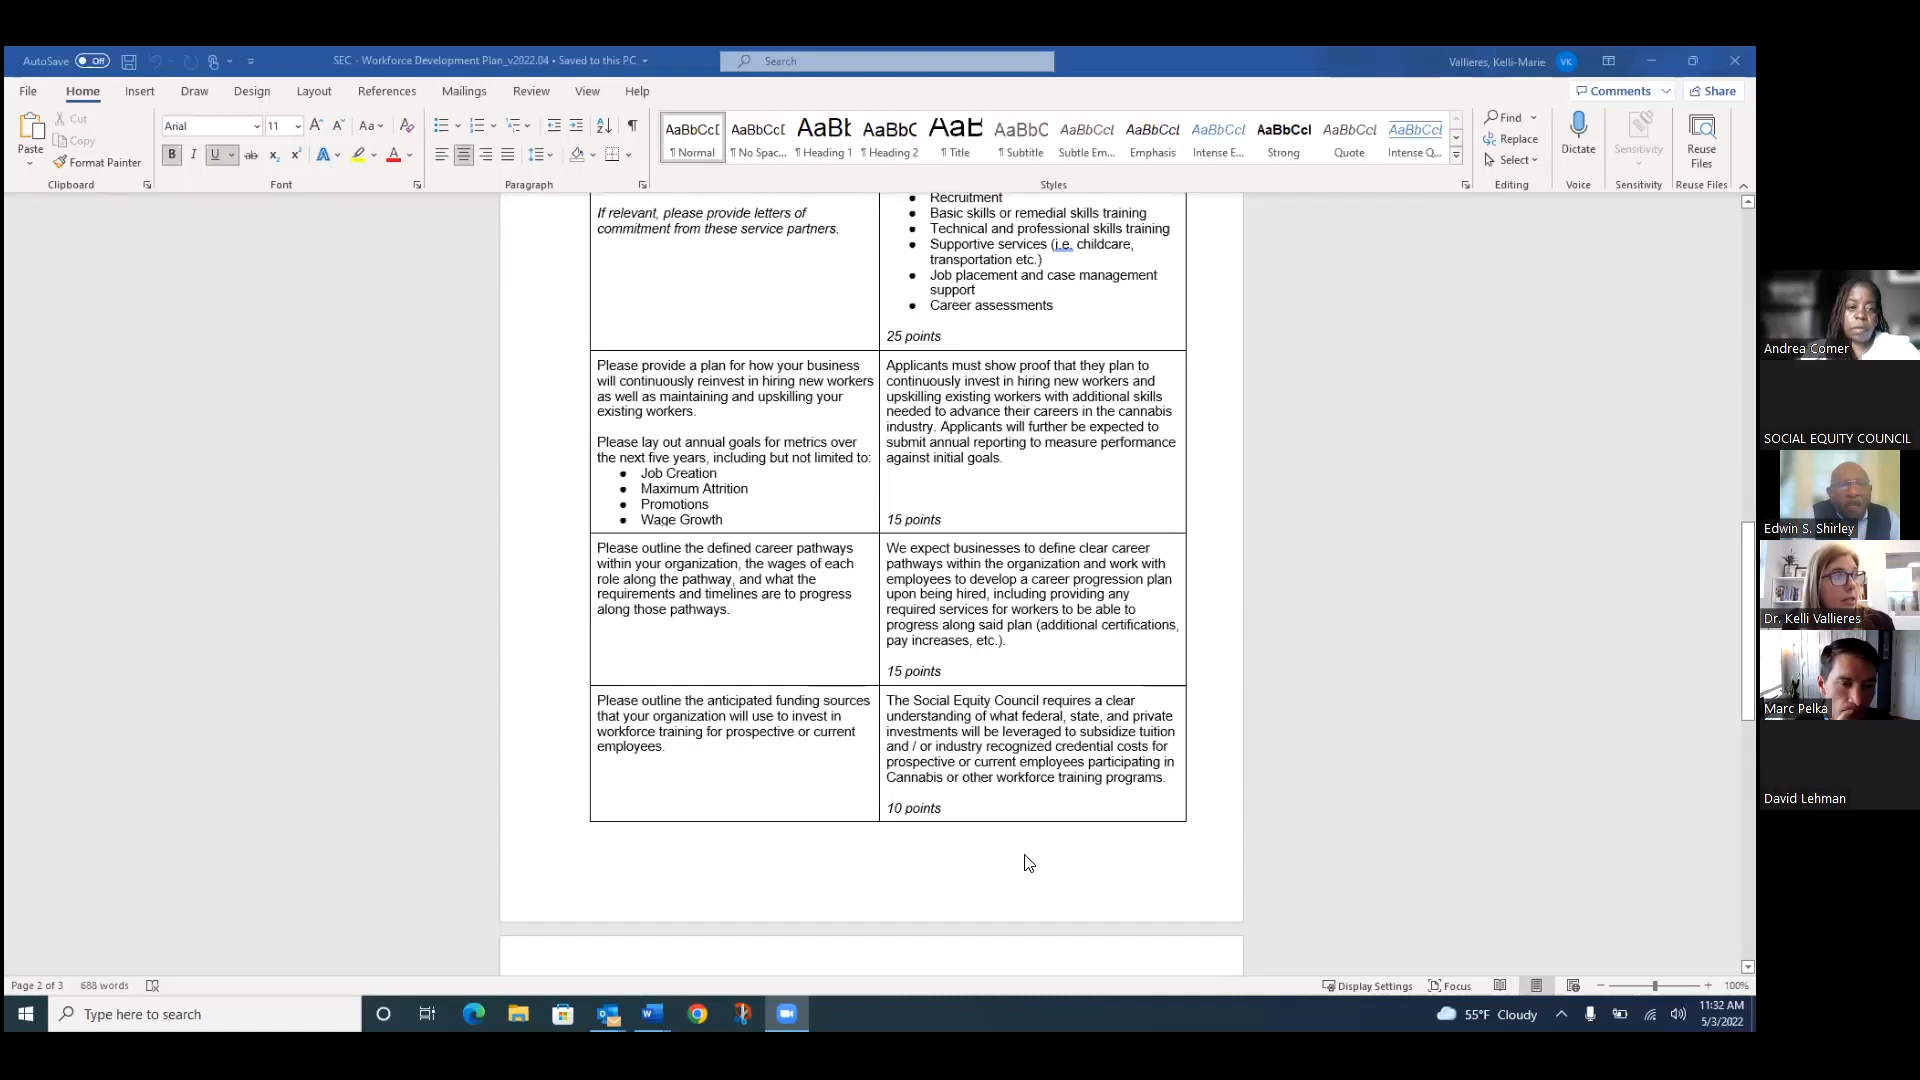 AutoSave Off
SEC - Workforce Development Plan_v2022.04 • Saved to this PC
Search
Vallieres, Kelli-Marie VK
File Home Insert Draw Design Layout References Mailings Review View Help
Comments Share
Paste
Cut
Copy
Format Painter
Clipboard
Arial 11
Font
Paragraph
AaBbCcD ¶ Normal
AaBbCcD ¶ No Spac...
AaBb ¶ Heading 1
AaBbC ¶ Heading 2
AaB ¶ Title
AaBbC ¶ Subtitle
AaBbCcl Subtle Em...
AaBbCcl Emphasis
AaBbCcl Intense E...
AaBbCcl Strong
AaBbCcl Quote
AaBbCcl Intense Q...
Styles
Find
Replace
Select
Editing
Dictate
Voice
Sensitivity
Sensitivity
Reuse
Files
Reuse Files
If relevant, please provide letters of
commitment from these service partners.
• Recruitment
• Basic skills or remedial skills training
• Technical and professional skills training
• Supportive services (i.e. childcare,
transportation etc.)
• Job placement and case management
support
• Career assessments
25 points
Please provide a plan for how your business
will continuously reinvest in hiring new workers
as well as maintaining and upskilling your
existing workers.
Please lay out annual goals for metrics over
the next five years, including but not limited to:
• Job Creation
• Maximum Attrition
• Promotions
• Wage Growth
Applicants must show proof that they plan to
continuously invest in hiring new workers and
upskilling existing workers with additional skills
needed to advance their careers in the cannabis
industry. Applicants will further be expected to
submit annual reporting to measure performance
against initial goals.
15 points
Please outline the defined career pathways
within your organization, the wages of each
role along the pathway, and what the
requirements and timelines are to progress
along those pathways.
We expect businesses to define clear career
pathways within the organization and work with
employees to develop a career progression plan
upon being hired, including providing any
required services for workers to be able to
progress along said plan (additional certifications,
pay increases, etc.).
15 points
Please outline the anticipated funding sources
that your organization will use to invest in
workforce training for prospective or current
employees.
The Social Equity Council requires a clear
understanding of what federal, state, and private
investments will be leveraged to subsidize tuition
and / or industry recognized credential costs for
prospective or current employees participating in
Cannabis or other workforce training programs.
10 points
Andrea Comer
SOCIAL EQUITY COUNCIL
Edwin S. Shirley
Dr. Kelli Vallieres
Marc Pelka
David Lehman
Page 2 of 3 688 words
Display Settings Focus 100%
Type here to search
55°F Cloudy
11:32 AM
5/3/2022